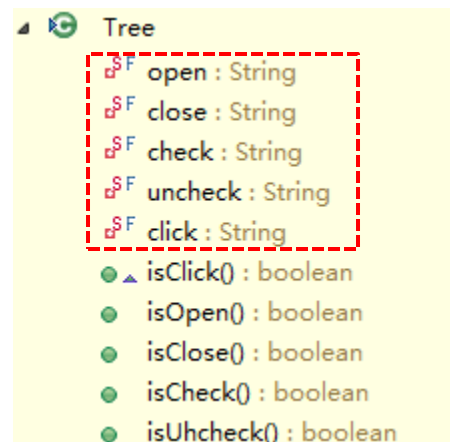 Tree
S F open : String
S F close : String
S F check : String
S F uncheck : String
S F click : String
isClick() : boolean
isOpen() : boolean
isClose() : boolean
isCheck() : boolean
isUhcheck() : boolean